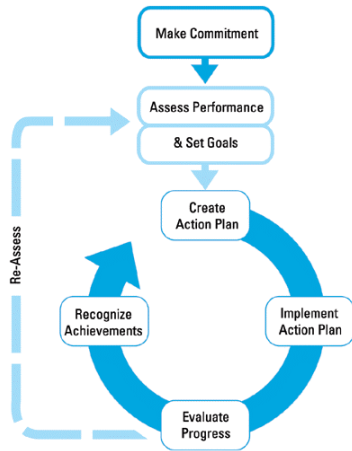 Make Commitment
Assess Performance
& Set Goals
Create
Action Plan
Implement
Action Plan
Evaluate
Progress
Recognize
Achievements
Re-Assess